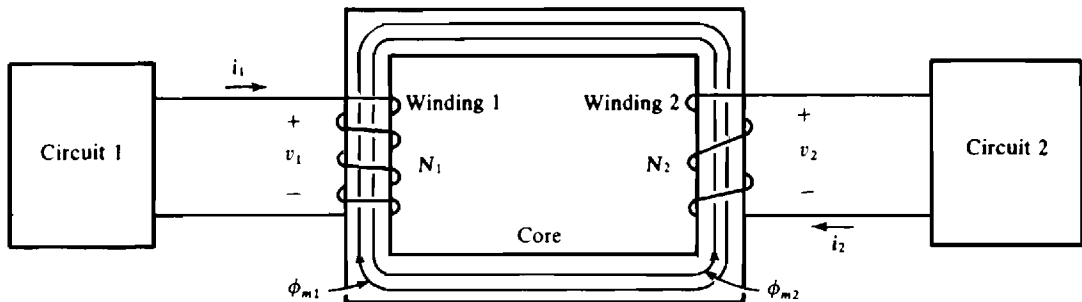 i₁
Winding 1
Winding 2
+
+
Circuit 1
v₁
N₁
N₂
v₂
Circuit 2
−
−
Core
i₂
ϕₘ₁
ϕₘ₂